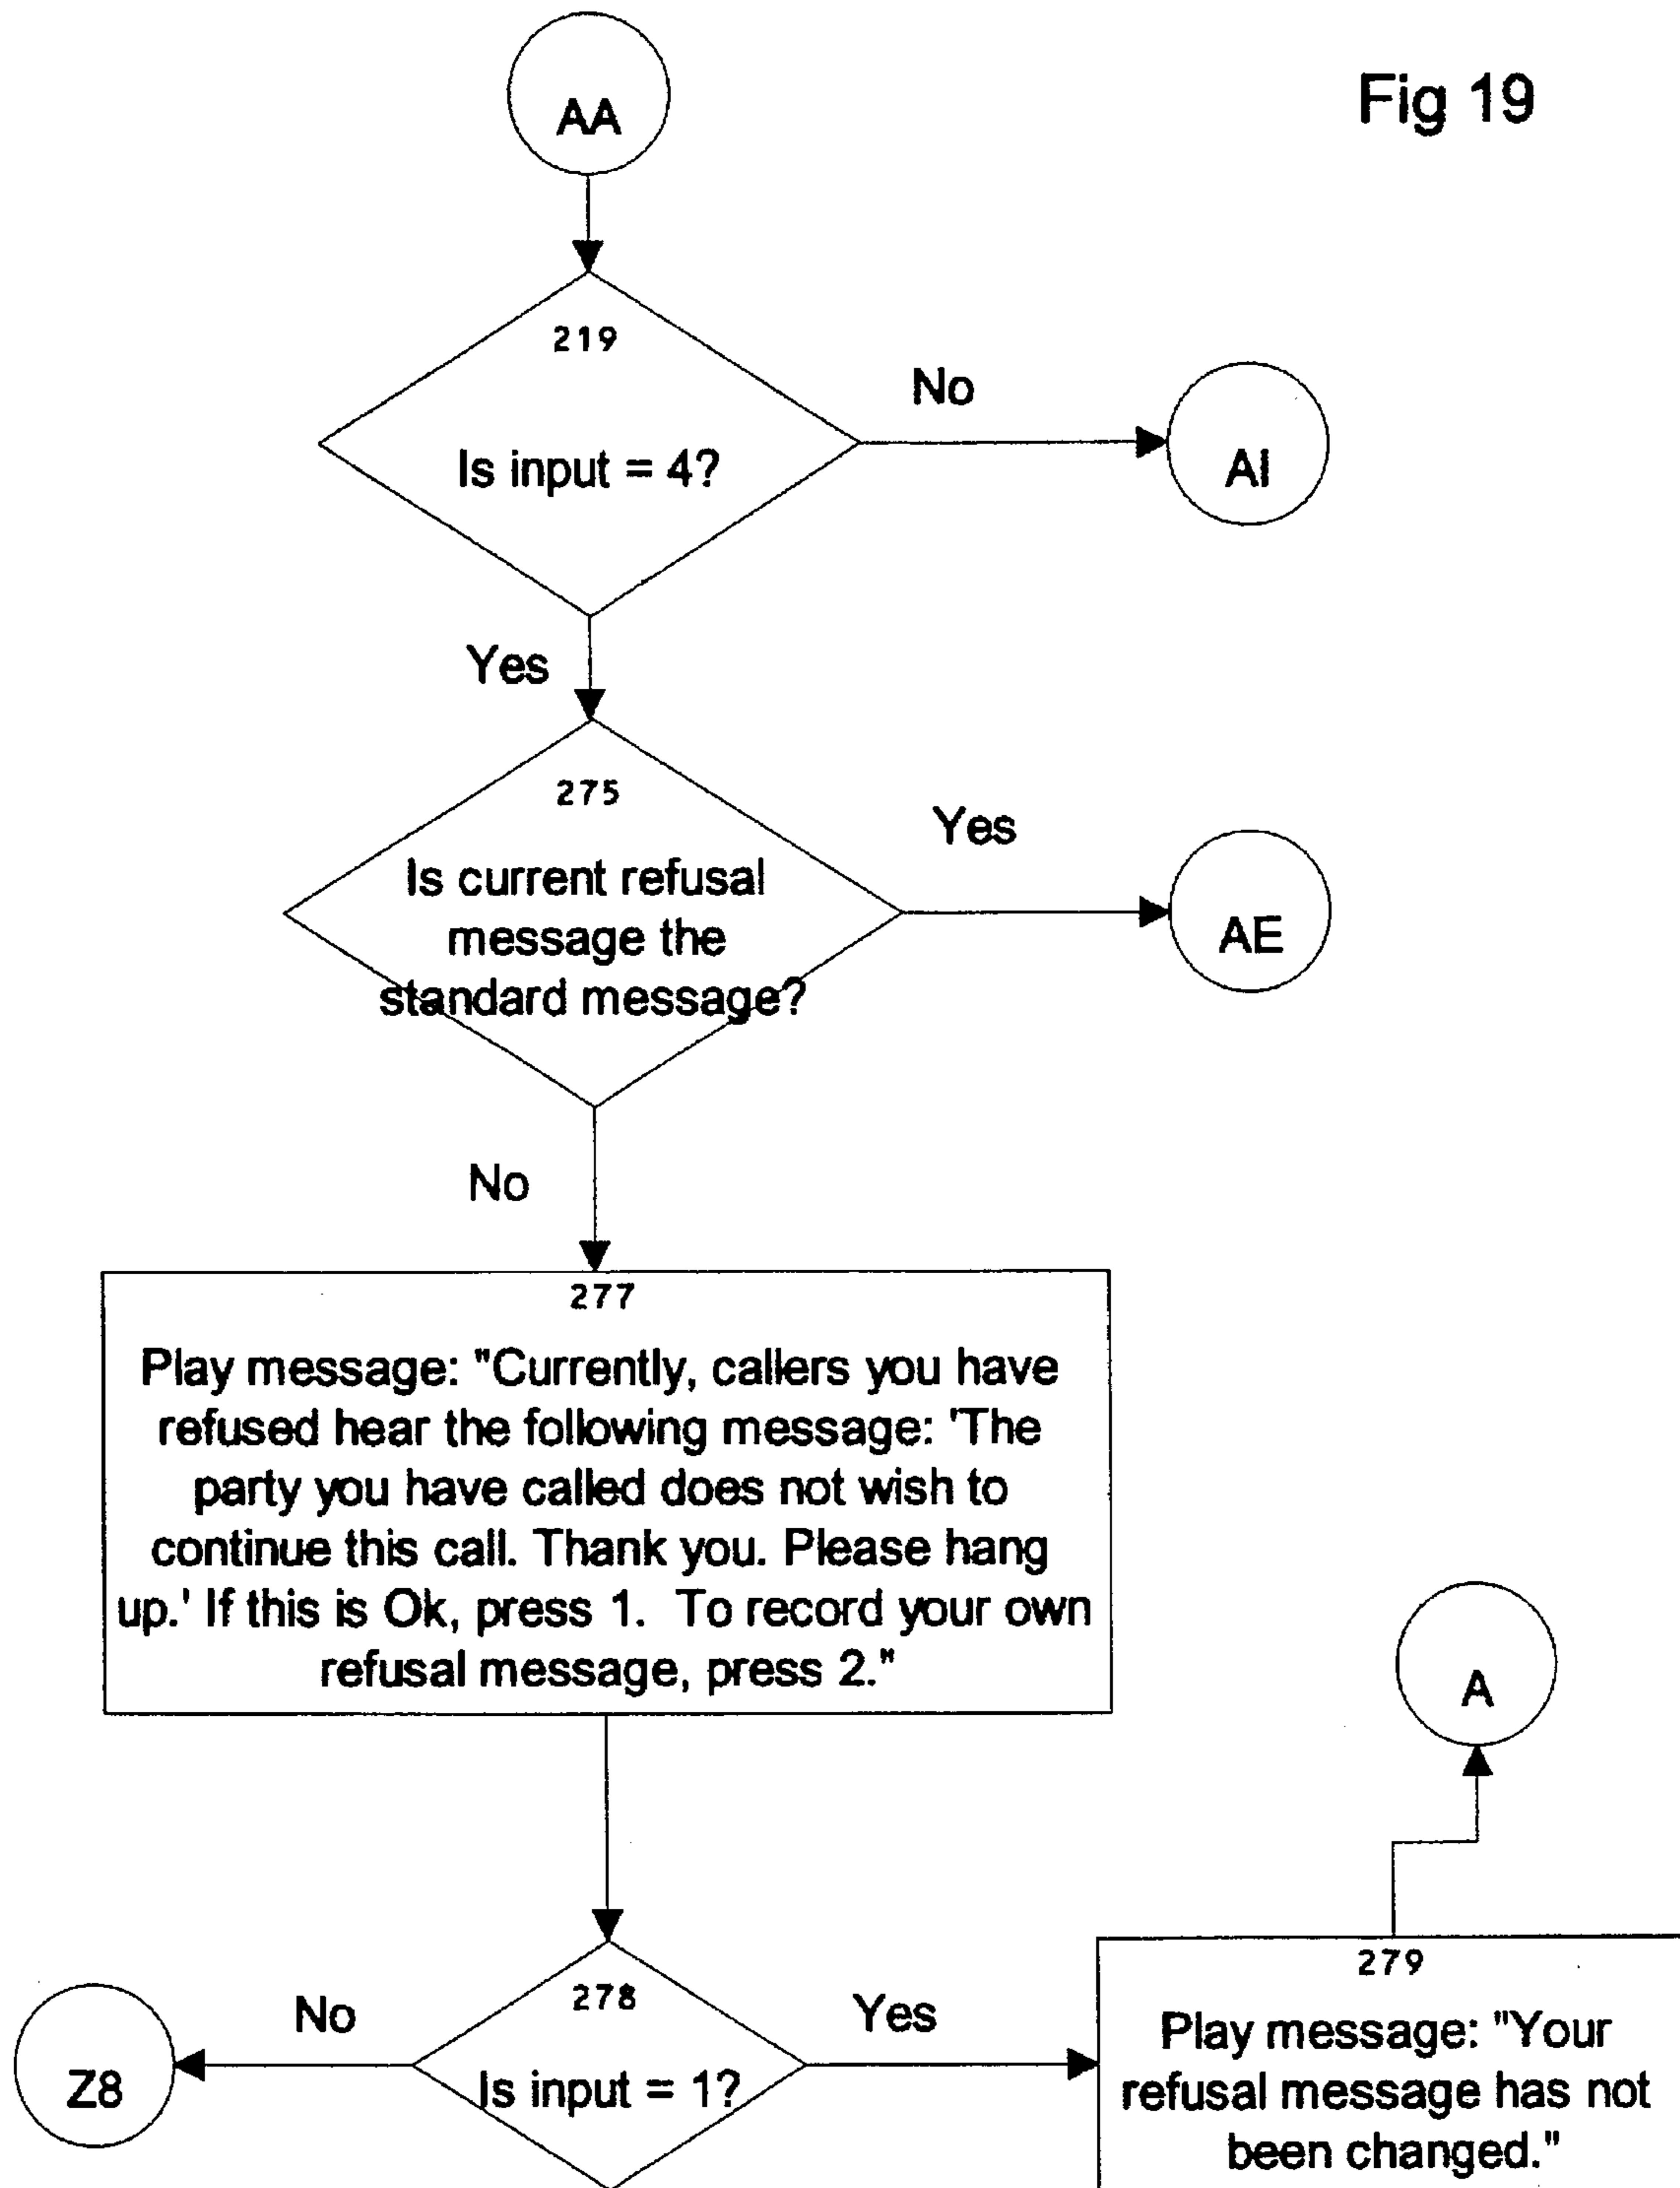 Fig 19
AA
219
Is input = 4?
No
AI
Yes
275
Is current refusal
message the
standard message?
Yes
AE
No
277
Play message: "Currently, callers you have
refused hear the following message: 'The
party you have called does not wish to
continue this call. Thank you. Please hang
up.' If this is Ok, press 1.  To record your own
refusal message, press 2."
A
278
Is input = 1?
No
Z8
Yes
279
Play message: "Your
refusal message has not
been changed."